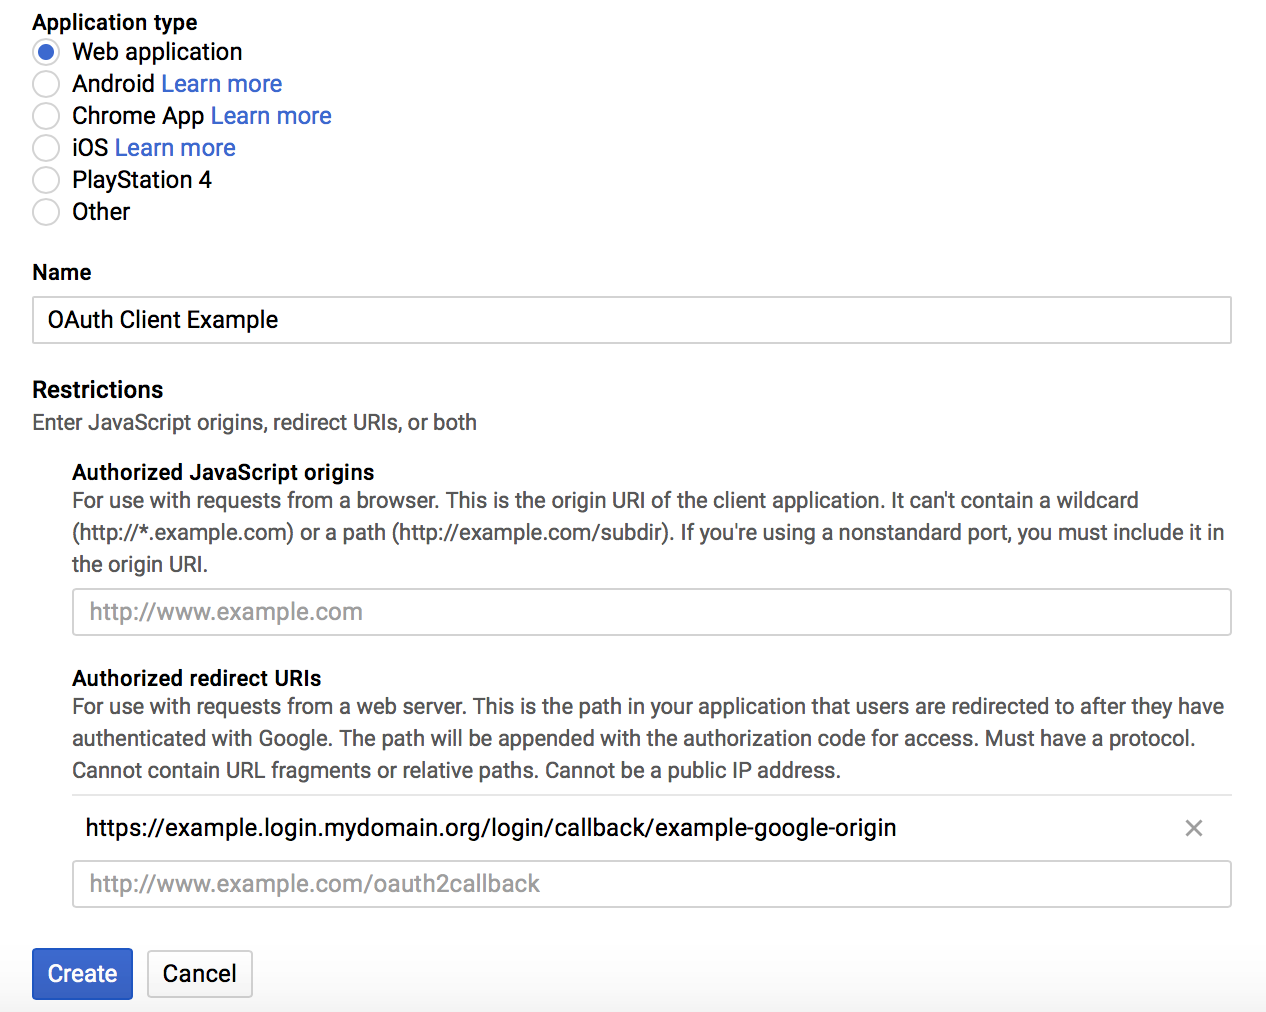 Application type
Web application
Android Learn more
Chrome App Learn more
iOS Learn more
PlayStation 4
Other
Name
OAuth Client Example
Restrictions
Enter JavaScript origins, redirect URIs, or both
Authorized JavaScript origins
For use with requests from a browser. This is the origin URI of the client application. It can't contain a wildcard
(http://*.example.com) or a path (http://example.com/subdir). If you're using a nonstandard port, you must include it in
the origin URI.
http://www.example.com
Authorized redirect URIs
For use with requests from a web server. This is the path in your application that users are redirected to after they have
authenticated with Google. The path will be appended with the authorization code for access. Must have a protocol.
Cannot contain URL fragments or relative paths. Cannot be a public IP address.
https://example.login.mydomain.org/login/callback/example-google-origin
http://www.example.com/oauth2callback
Create Cancel